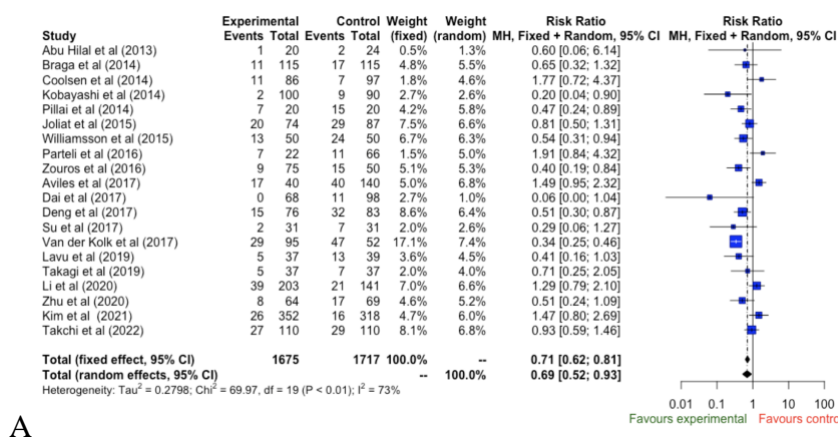 Experimental Control Weight Weight Risk Ratio Risk Ratio
Study Events Total Events Total (fixed) (random) MH, Fixed + Random, 95% CI MH, Fixed + Random, 95% CI
Abu Hilal et al (2013) 1 20 2 24 0.5% 1.3% 0.60 [0.06; 6.14]
Braga et al (2014) 11 115 17 115 4.8% 5.5% 0.65 [0.32; 1.32]
Coolsen et al (2014) 11 86 7 97 1.8% 4.6% 1.77 [0.72; 4.37]
Kobayashi et al (2014) 2 100 9 90 2.7% 2.6% 0.20 [0.04; 0.90]
Pillai et al (2014) 7 20 15 20 4.2% 5.8% 0.47 [0.24; 0.89]
Joliat et al (2015) 20 74 29 87 7.4% 6.6% 0.81 [0.50; 1.31]
Williamsson et al (2015) 13 50 24 50 6.7% 6.3% 0.54 [0.31; 0.94]
Parteli et al (2016) 7 22 11 66 1.5% 4.9% 1.91 [0.84; 4.32]
Zouros et al (2016) 9 75 15 50 5.0% 5.3% 0.40 [0.19; 0.84]
Aviles et al (2017) 17 40 40 140 5.0% 6.8% 1.49 [0.95; 2.32]
Dai et al (2017) 0 68 11 98 2.0% 1.0% 0.06 [0.00; 1.04]
Deng et al (2017) 15 76 32 83 8.6% 6.4% 0.51 [0.30; 0.87]
Su et al (2017) 2 31 7 31 2.0% 2.6% 0.29 [0.06; 1.27]
Van der Kolk et al (2017) 29 95 47 52 17.1% 7.5% 0.34 [0.25; 0.46]
Lavu et al (2019) 5 37 13 39 3.6% 4.5% 0.41 [0.16; 1.03]
Takagi et al (2019) 5 37 7 37 2.0% 3.9% 0.71 [0.25; 2.05]
Li et al (2020) 39 203 21 141 7.0% 6.6% 1.29 [0.79; 2.10]
Zhu et al (2020) 8 64 17 69 4.6% 5.2% 0.51 [0.24; 1.09]
Kim et al (2021) 26 352 16 318 4.7% 6.0% 1.47 [0.80; 2.69]
Takchi et al (2022) 27 110 29 110 8.2% 6.8% 0.93 [0.59; 1.46]
Total (fixed effect, 95% CI) 1675 1717 100.0% -- 0.71 [0.62; 0.81]
Total (random effects, 95% CI) -- 100.0% 0.69 [0.52; 0.93]
Heterogeneity: Tau² = 0.2798; Chi² = 69.97, df = 19 (P < 0.01); I² = 73%
0.01 0.1 1 10 100
Favours experimental Favours contro
A